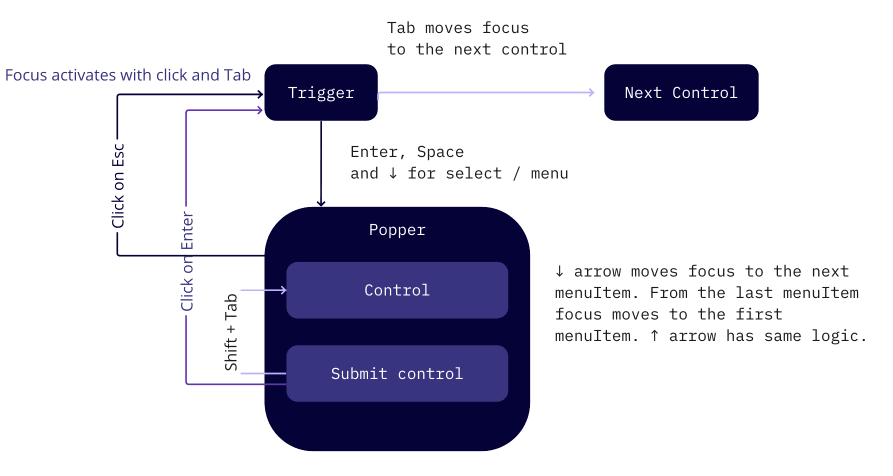 Tab moves focus
to the next control
Focus activates with click and Tab
Trigger
Next Control
Click on Esc
Enter, Space
and ↓ for select / menu
Click on Enter
Popper
Control
Shift + Tab
Submit control
↓ arrow moves focus to the next
menuItem. From the last menuItem
focus moves to the first
menuItem. ↑ arrow has same logic.